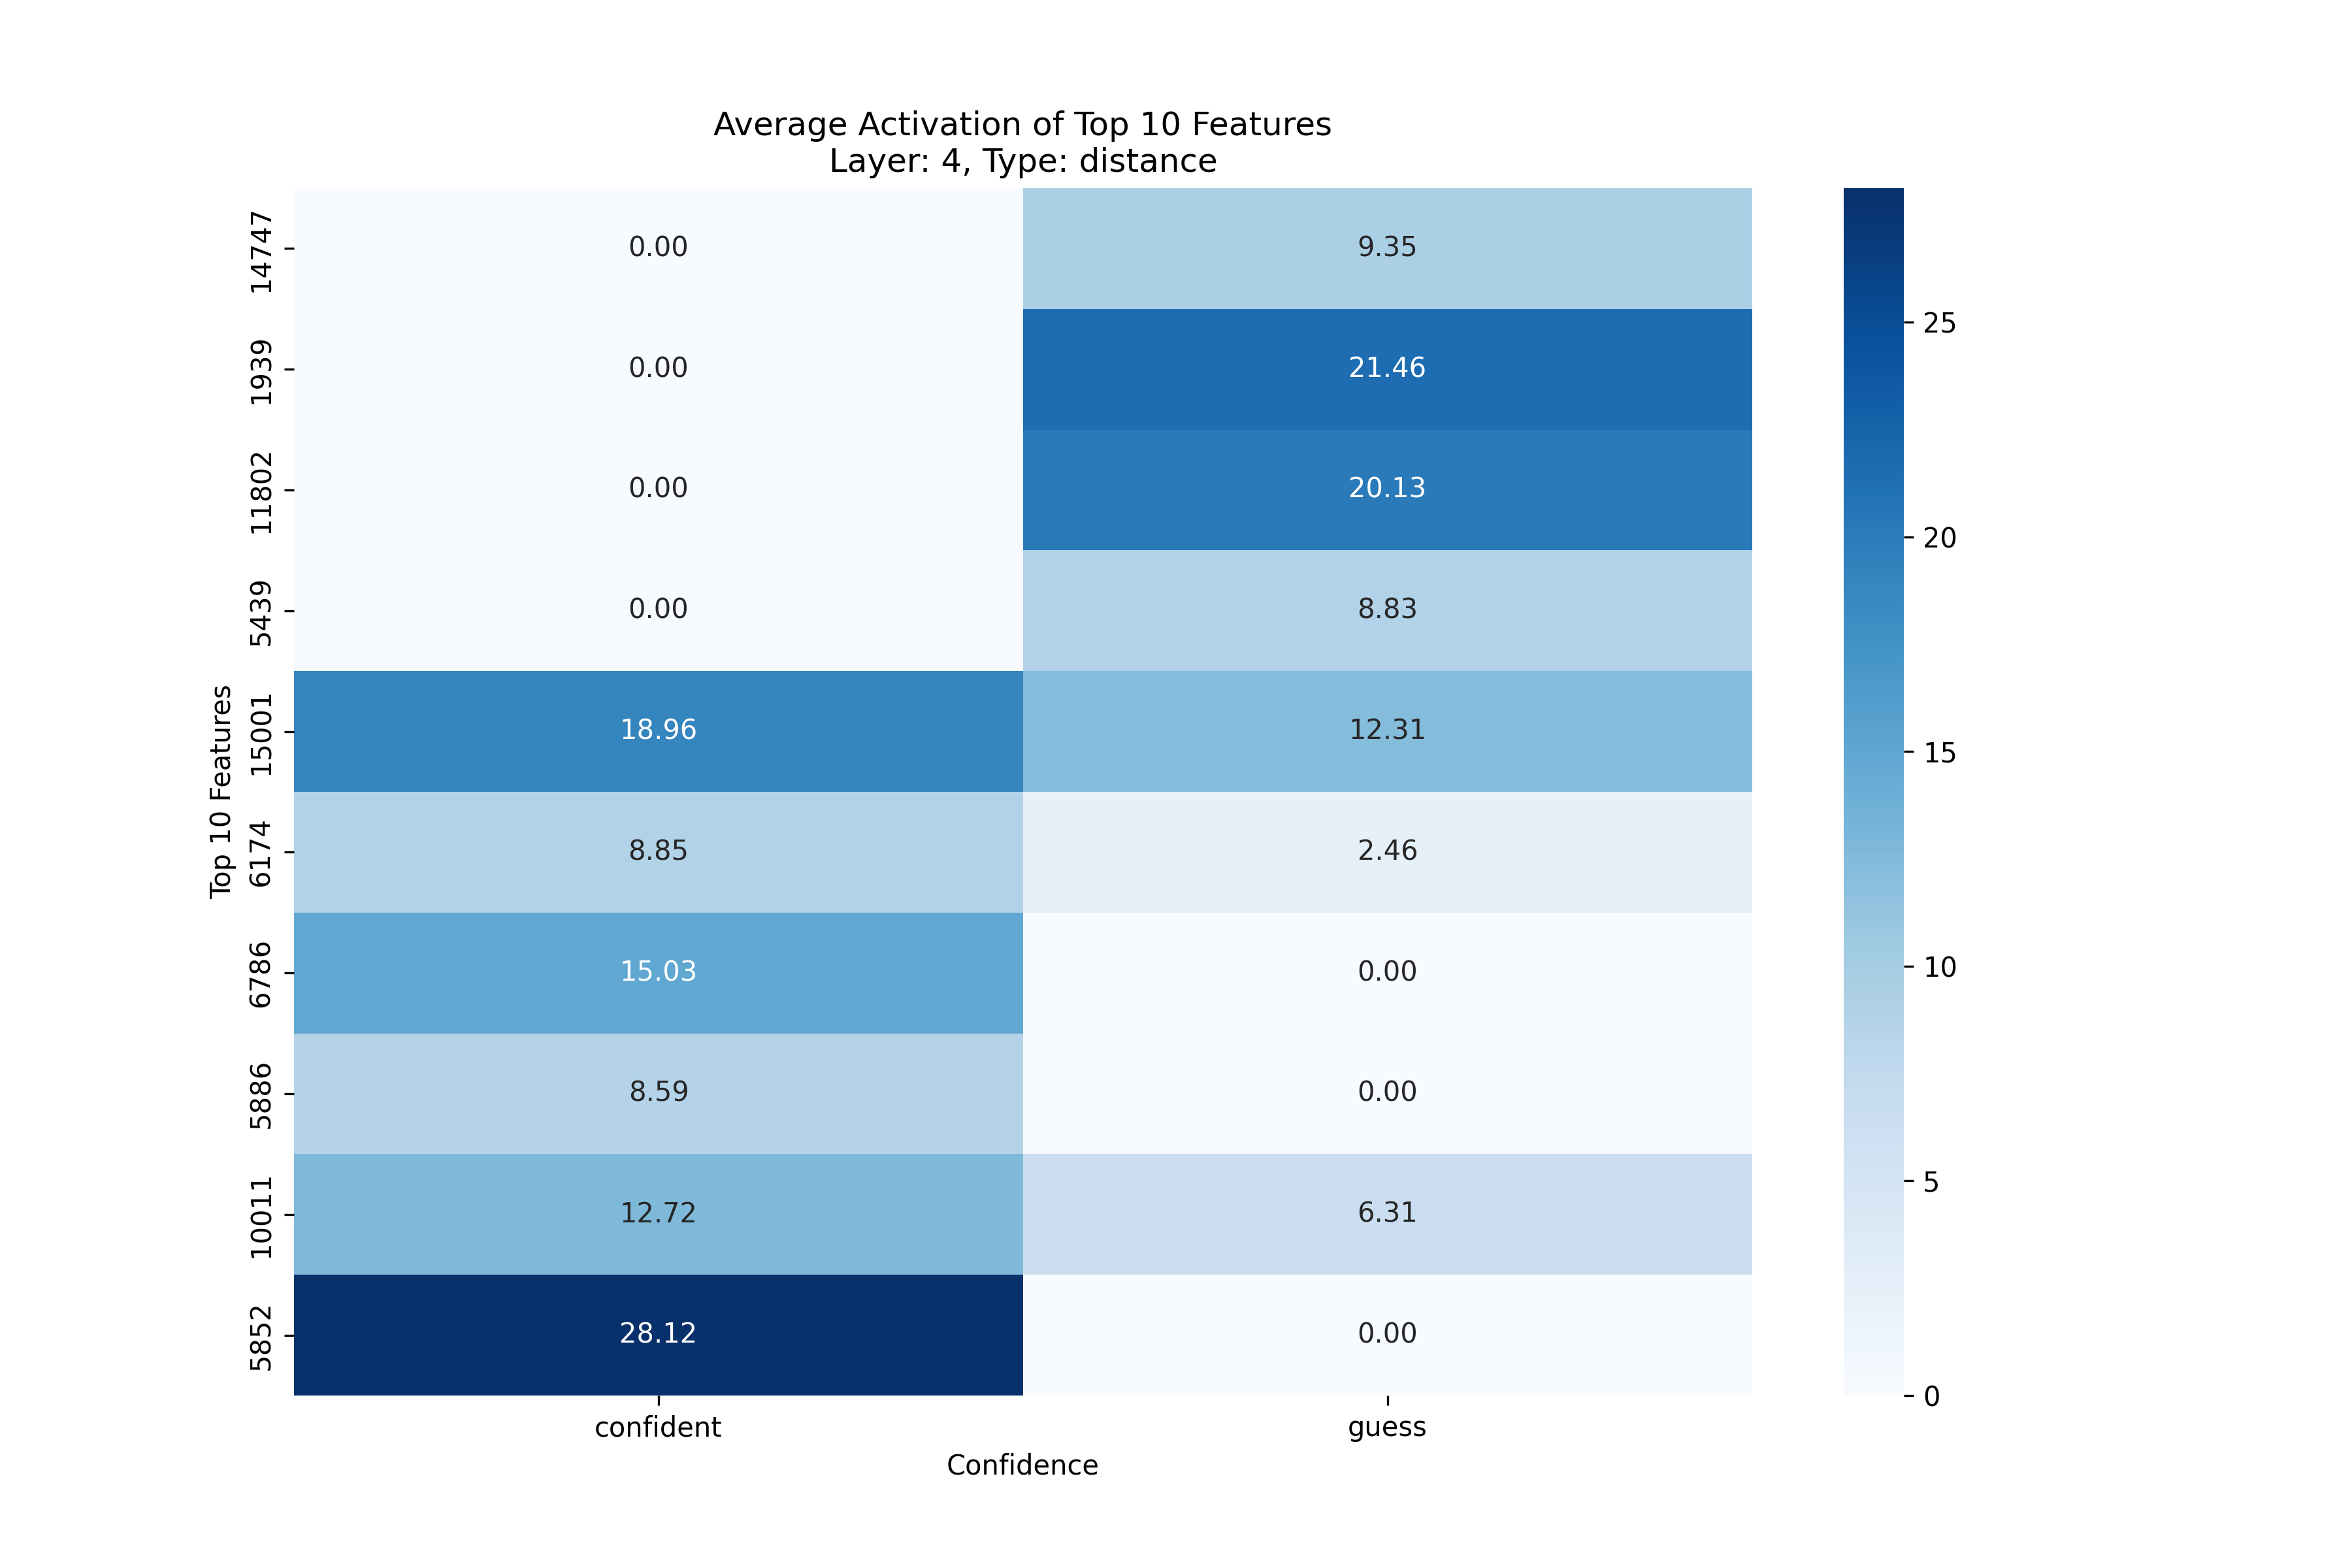 Average Activation of Top 10 Features
Layer: 4, Type: distance
Top 10 Features
14747 0.00 9.35
1939 0.00 21.46
11802 0.00 20.13
5439 0.00 8.83
15001 18.96 12.31
6174 8.85 2.46
6786 15.03 0.00
5886 8.59 0.00
10011 12.72 6.31
5852 28.12 0.00
confident guess
Confidence
25
20
15
10
5
0